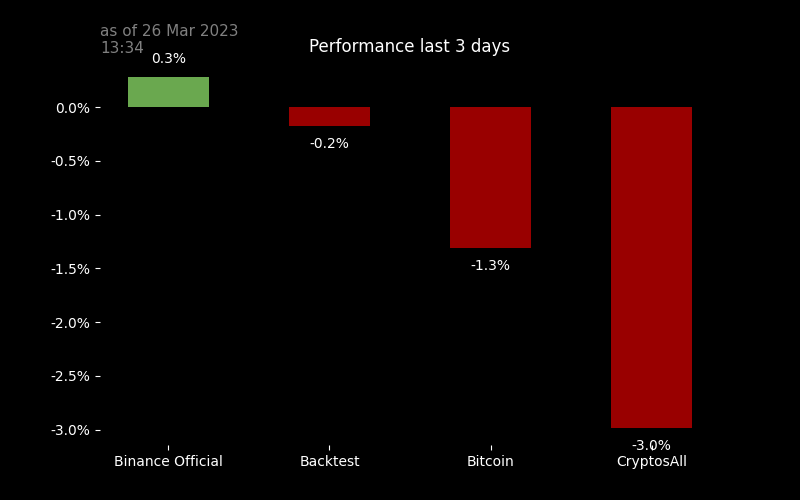 as of 26 Mar 2023
13:34
Performance last 3 days
0.3%
0.0%
-0.2%
-0.5%
-1.0%
-1.3%
-1.5%
-2.0%
-2.5%
-3.0%
-3.0%
Binance Official
Backtest
Bitcoin
CryptosAll